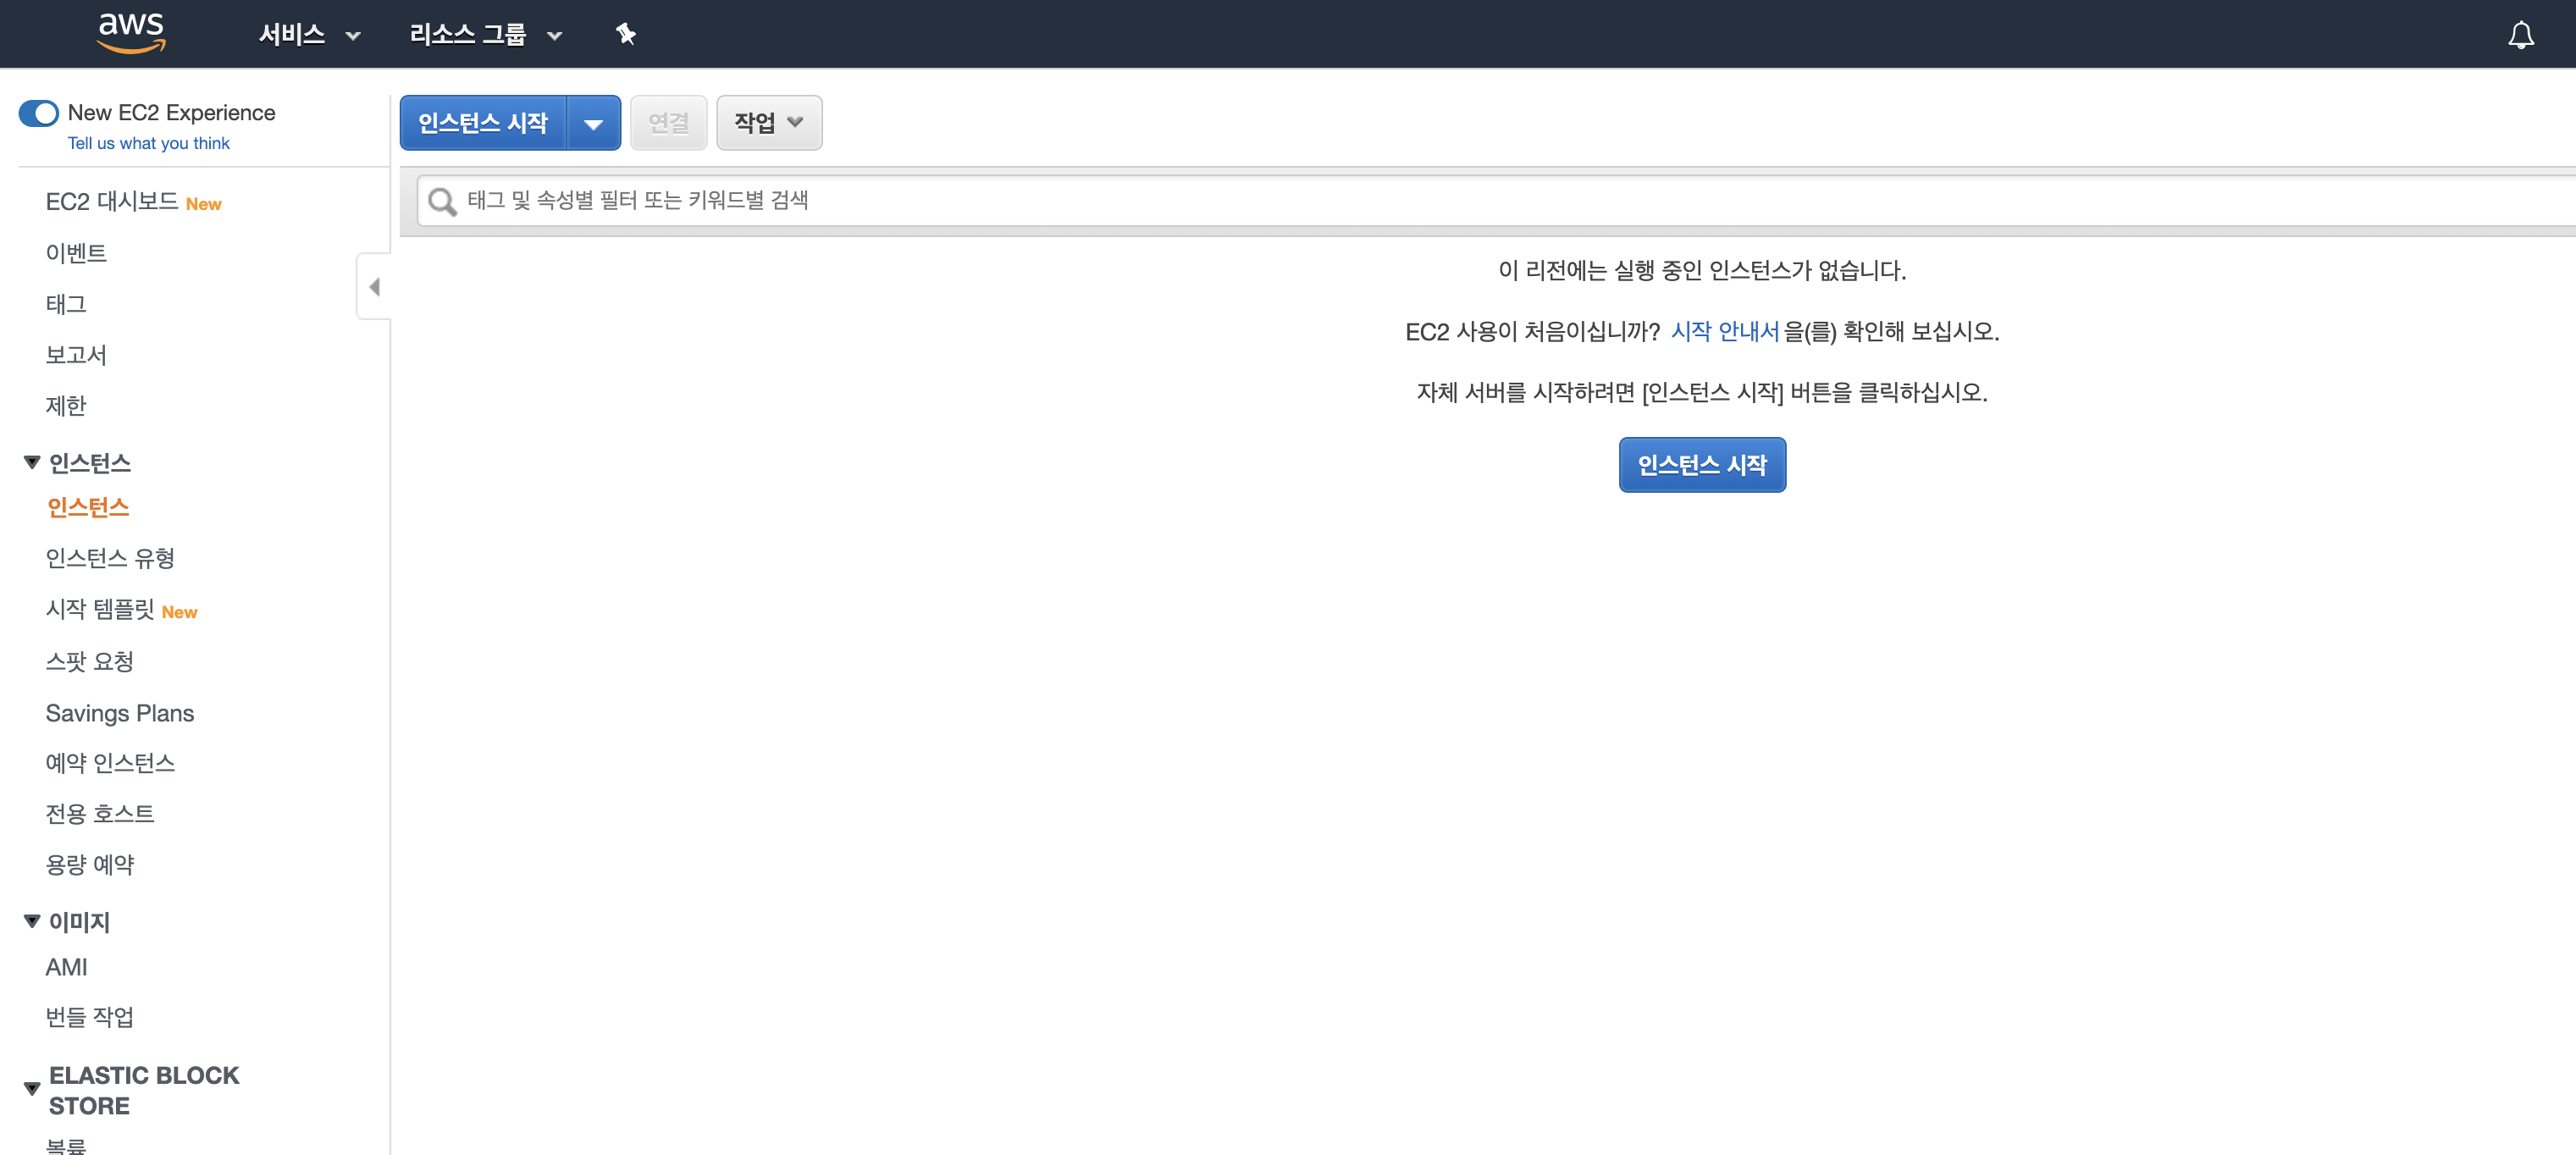 aws
서비스
리소스 그룹
New EC2 Experience
Tell us what you think
EC2 대시보드 New
이벤트
태그
보고서
제한
인스턴스
인스턴스
인스턴스 유형
시작 템플릿 New
스팟 요청
Savings Plans
예약 인스턴스
전용 호스트
용량 예약
이미지
AMI
번들 작업
ELASTIC BLOCK
STORE
볼륨
인스턴스 시작
연결
작업
태그 및 속성별 필터 또는 키워드별 검색
이 리전에는 실행 중인 인스턴스가 없습니다.
EC2 사용이 처음이십니까? 시작 안내서을(를) 확인해 보십시오.
자체 서버를 시작하려면 [인스턴스 시작] 버튼을 클릭하십시오.
인스턴스 시작